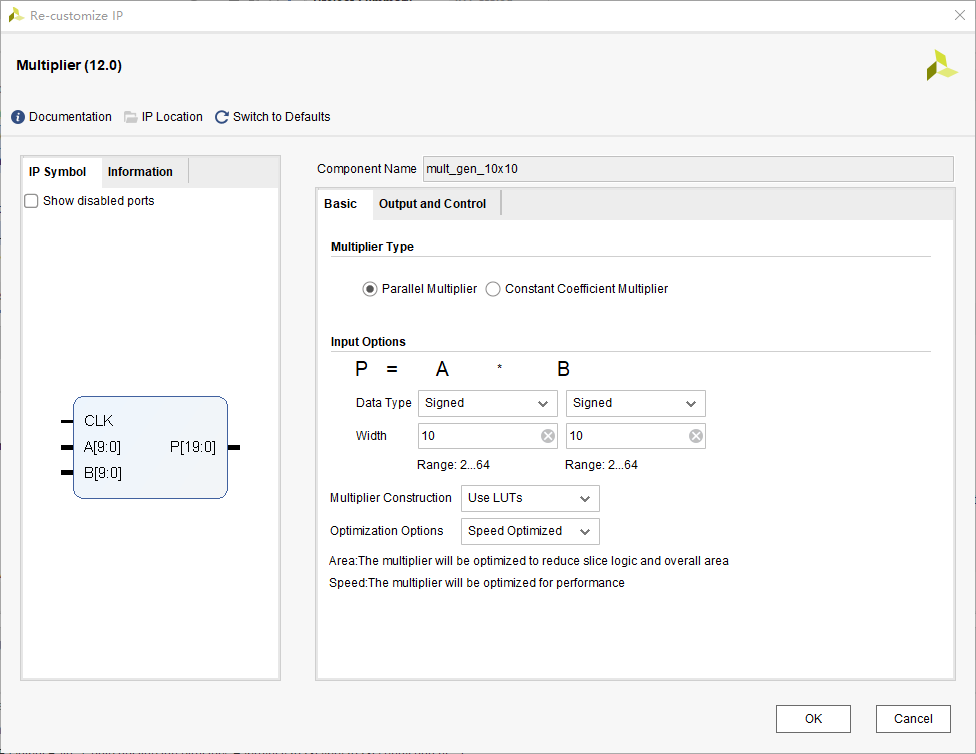 Re-customize IP
Multiplier (12.0)
Documentation IP Location Switch to Defaults
IP Symbol Information
Show disabled ports
CLK
A[9:0] P[19:0]
B[9:0]
Component Name mult_gen_10x10
Basic Output and Control
Multiplier Type
Parallel Multiplier Constant Coefficient Multiplier
Input Options
P = A * B
Data Type Signed Signed
Width 10 10
Range: 2...64 Range: 2...64
Multiplier Construction Use LUTs
Optimization Options Speed Optimized
Area:The multiplier will be optimized to reduce slice logic and overall area
Speed:The multiplier will be optimized for performance
OK Cancel